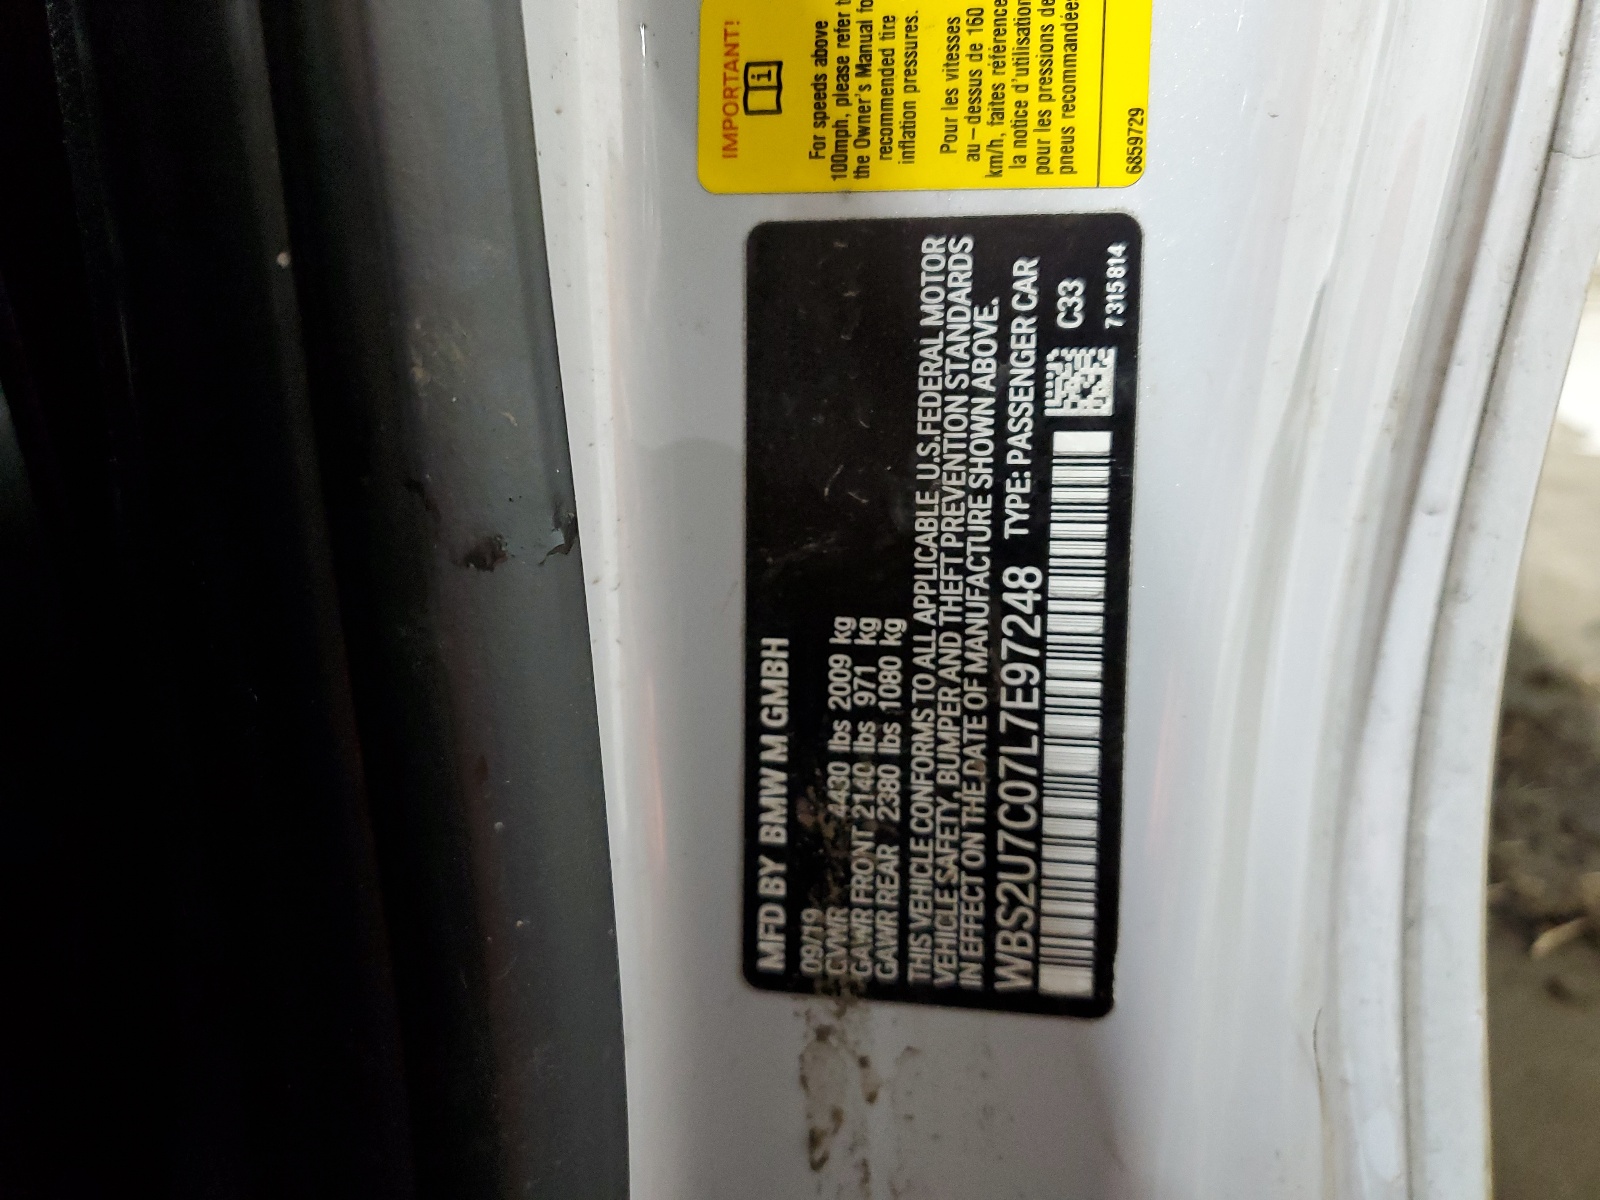 MFD BY BMW M GMBH
09/19
GVWR 4430 lbs 2009 kg
GAWR FRONT 2140 lbs 971 kg
GAWR REAR 2380 lbs 1080 kg
THIS VEHICLE CONFORMS TO ALL APPLICABLE U.S. FEDERAL MOTOR
VEHICLE SAFETY, BUMPER AND THEFT PREVENTION STANDARDS
IN EFFECT ON THE DATE OF MANUFACTURE SHOWN ABOVE.
WBS2U7C07L7E97248 TYPE: PASSENGER CAR
C33
7315814
IMPORTANT!
For speeds above
100mph, please refer
the Owner's Manual
recommended tire
inflation pressures.
Pour les vitesses
au-dessus de 160
km/h, faites référence
la notice d'utilisation
pour les pressions
pneus recommandées
6859729